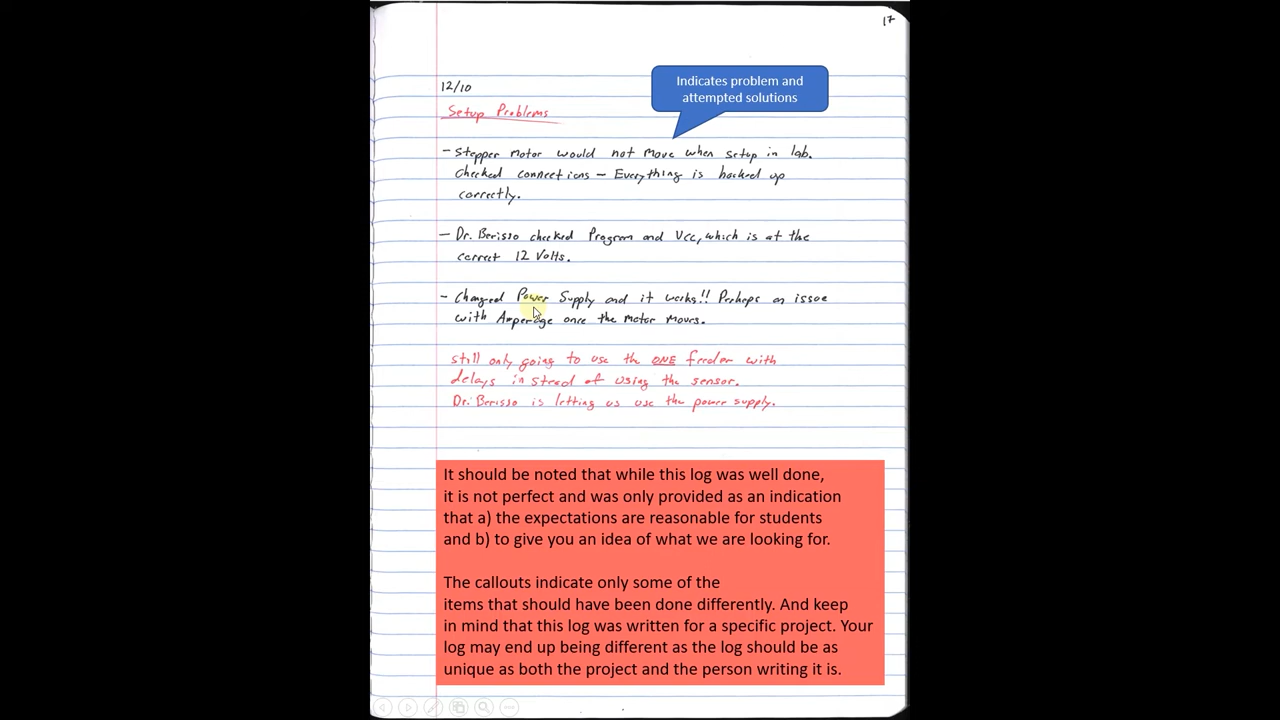 17
Indicates problem and
attempted solutions
12/10
Setup Problems
- Stepper Motor would not move when setup in lab.
Checked connections - Everything is hooked up
correctly.
- Dr. Berisso checked Program and Vcc, which is at the
correct 12 Volts.
- Changed Power Supply and it works!! Perhaps an issue
with Amperage once the motor moves.
Still only going to use the ONE feeder with
delays in stead of using the sensor.
Dr. Berisso is letting us use the power supply.
It should be noted that while this log was well done,
it is not perfect and was only provided as an indication
that a) the expectations are reasonable for students
and b) to give you an idea of what we are looking for.
The callouts indicate only some of the
items that should have been done differently. And keep
in mind that this log was written for a specific project. Your
log may end up being different as the log should be as
unique as both the project and the person writing it is.